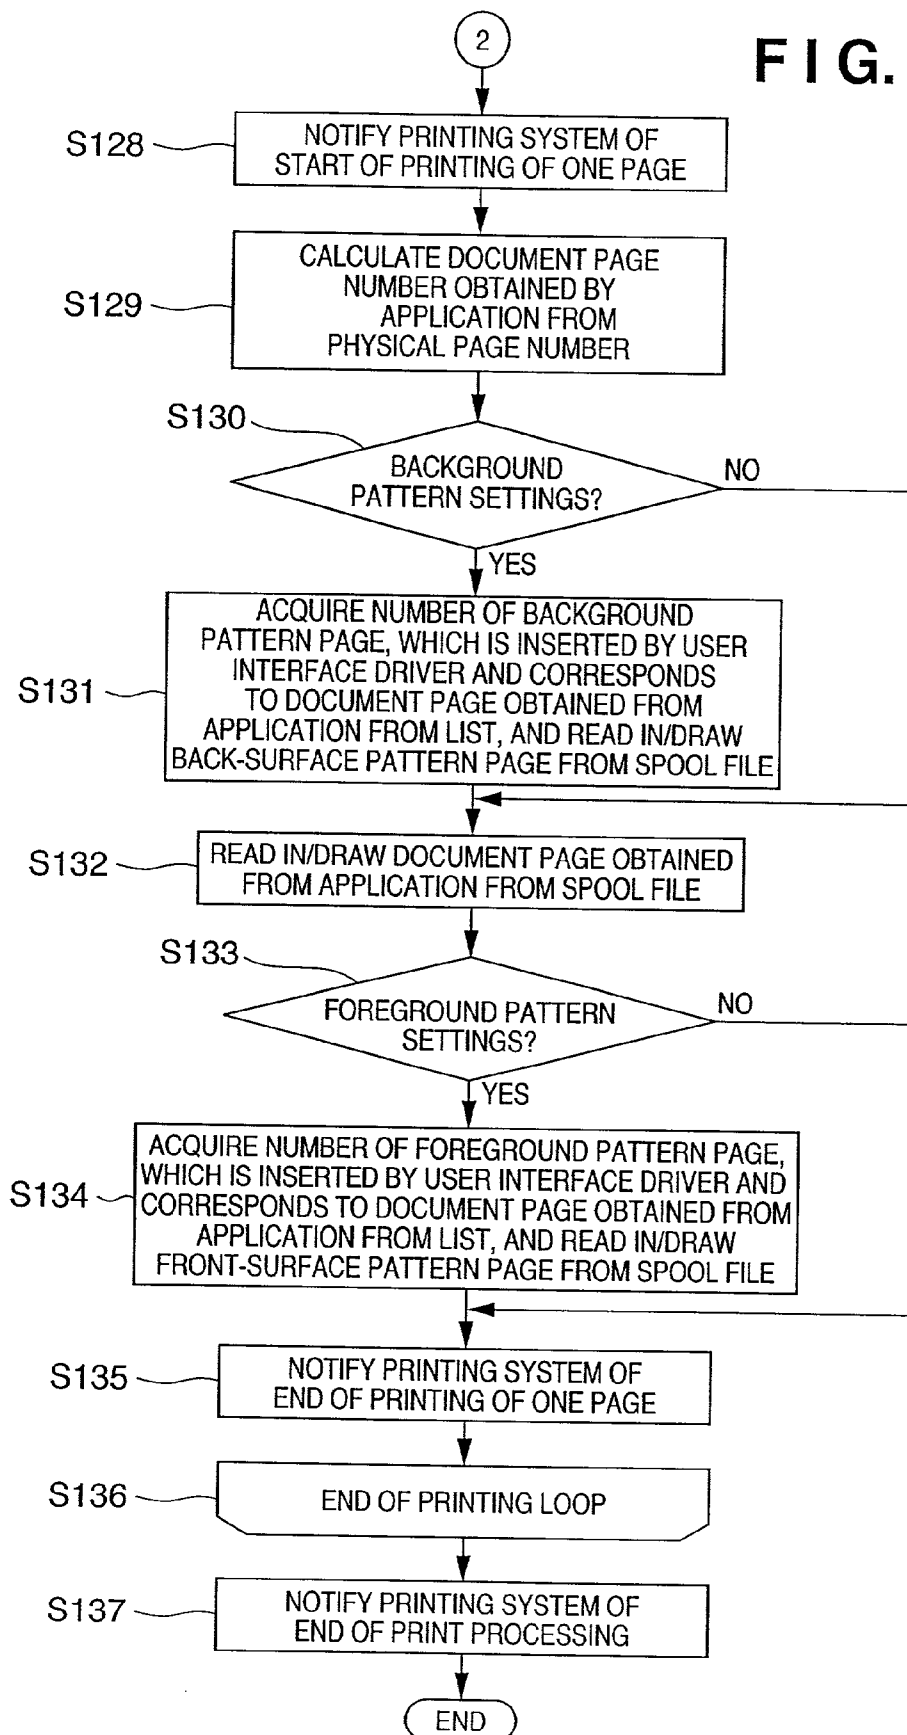 2
FIG.
S128
NOTIFY PRINTING SYSTEM OF
START OF PRINTING OF ONE PAGE
S129
CALCULATE DOCUMENT PAGE
NUMBER OBTAINED BY
APPLICATION FROM
PHYSICAL PAGE NUMBER
S130
BACKGROUND
PATTERN SETTINGS?
NO
YES
S131
ACQUIRE NUMBER OF BACKGROUND
PATTERN PAGE, WHICH IS INSERTED BY USER
INTERFACE DRIVER AND CORRESPONDS
TO DOCUMENT PAGE OBTAINED FROM
APPLICATION FROM LIST, AND READ IN/DRAW
BACK-SURFACE PATTERN PAGE FROM SPOOL FILE
S132
READ IN/DRAW DOCUMENT PAGE OBTAINED
FROM APPLICATION FROM SPOOL FILE
S133
FOREGROUND PATTERN
SETTINGS?
NO
YES
S134
ACQUIRE NUMBER OF FOREGROUND PATTERN PAGE,
WHICH IS INSERTED BY USER INTERFACE DRIVER AND
CORRESPONDS TO DOCUMENT PAGE OBTAINED FROM
APPLICATION FROM LIST, AND READ IN/DRAW
FRONT-SURFACE PATTERN PAGE FROM SPOOL FILE
S135
NOTIFY PRINTING SYSTEM OF
END OF PRINTING OF ONE PAGE
S136
END OF PRINTING LOOP
S137
NOTIFY PRINTING SYSTEM OF
END OF PRINT PROCESSING
END